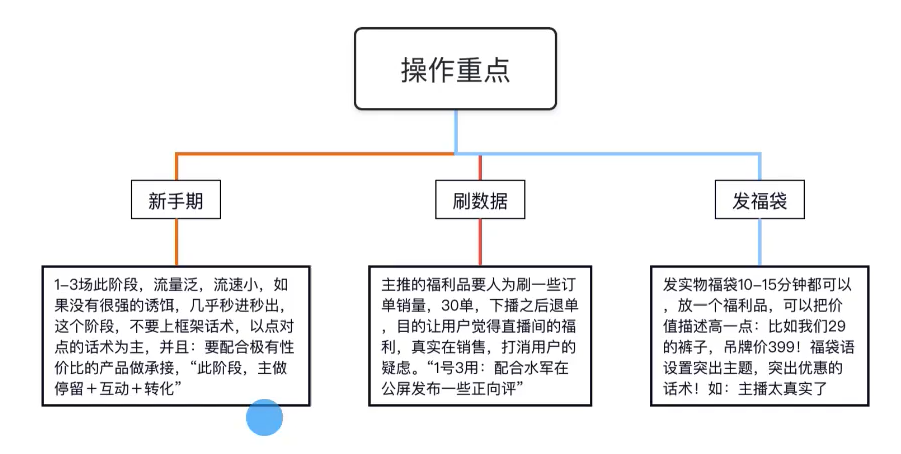 操作重点
新手期
刷数据
发福袋
1-3场此阶段，流量泛，流速小，如
果没有很强的诱饵，几乎秒进秒出，
这个阶段，不要上框架话术，以点对
点的话术为主，并且：要配合极有性
价比的产品做承接，“此阶段，主做
停留＋互动＋转化”
主推的福利品要人为刷一些订
单销量，30单，下播之后退单
，目的让用户觉得直播间的福
利，真实在销售，打消用户的
疑虑。“1号3用：配合水军在
公屏发布一些正向评”
发实物福袋10-15分钟都可以
，放一个福利品，可以把价
值描述高一点：比如我们29
的裤子，吊牌价399！福袋语
设置突出主题，突出优惠的
话术！如：主播太真实了